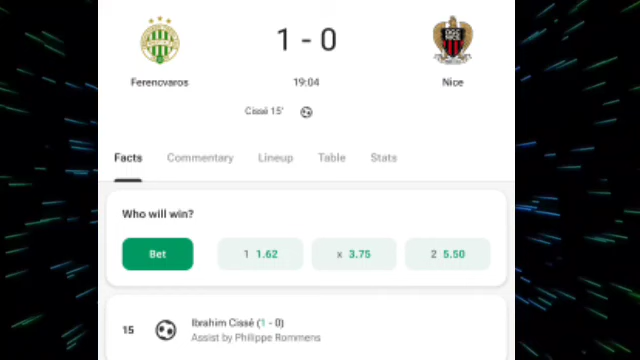 1 - 0
Ferencvaros
19:04
Nice
Cissé 15'
Facts
Commentary
Lineup
Table
Stats
Who will win?
Bet
1 1.62
x 3.75
2 5.50
15
Ibrahim Cissé (1 - 0)
Assist by Philippe Rommens